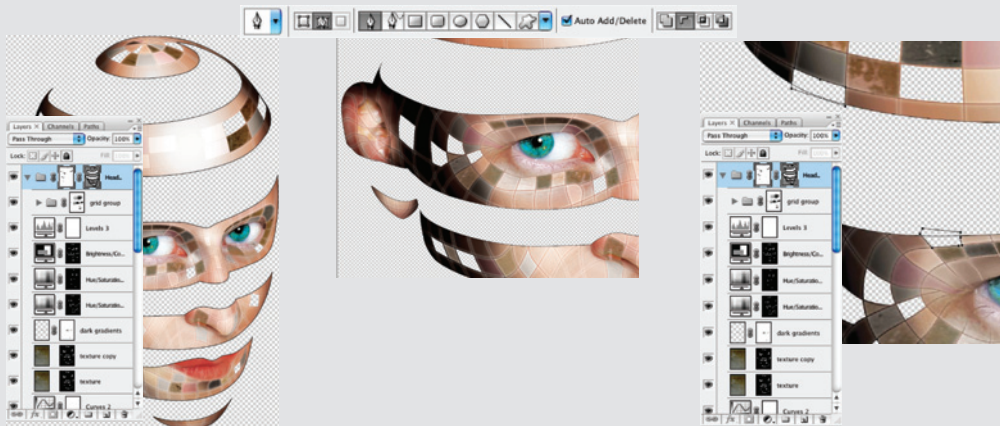 Auto Add/Delete
Layers × Channels Paths
Pass Through Opacity: 100%
Lock: Fill:
Head..
grid group
Levels 3
Brightness/Co...
Hue/Saturatio...
Hue/Saturatio...
dark gradients
texture copy
texture
Curves 2
Layers × Channels Paths
Pass Through Opacity: 100%
Lock: Fill:
Head..
grid group
Levels 3
Brightness/Co...
Hue/Saturatio...
Hue/Saturatio...
dark gradients
texture copy
texture
Curves 2